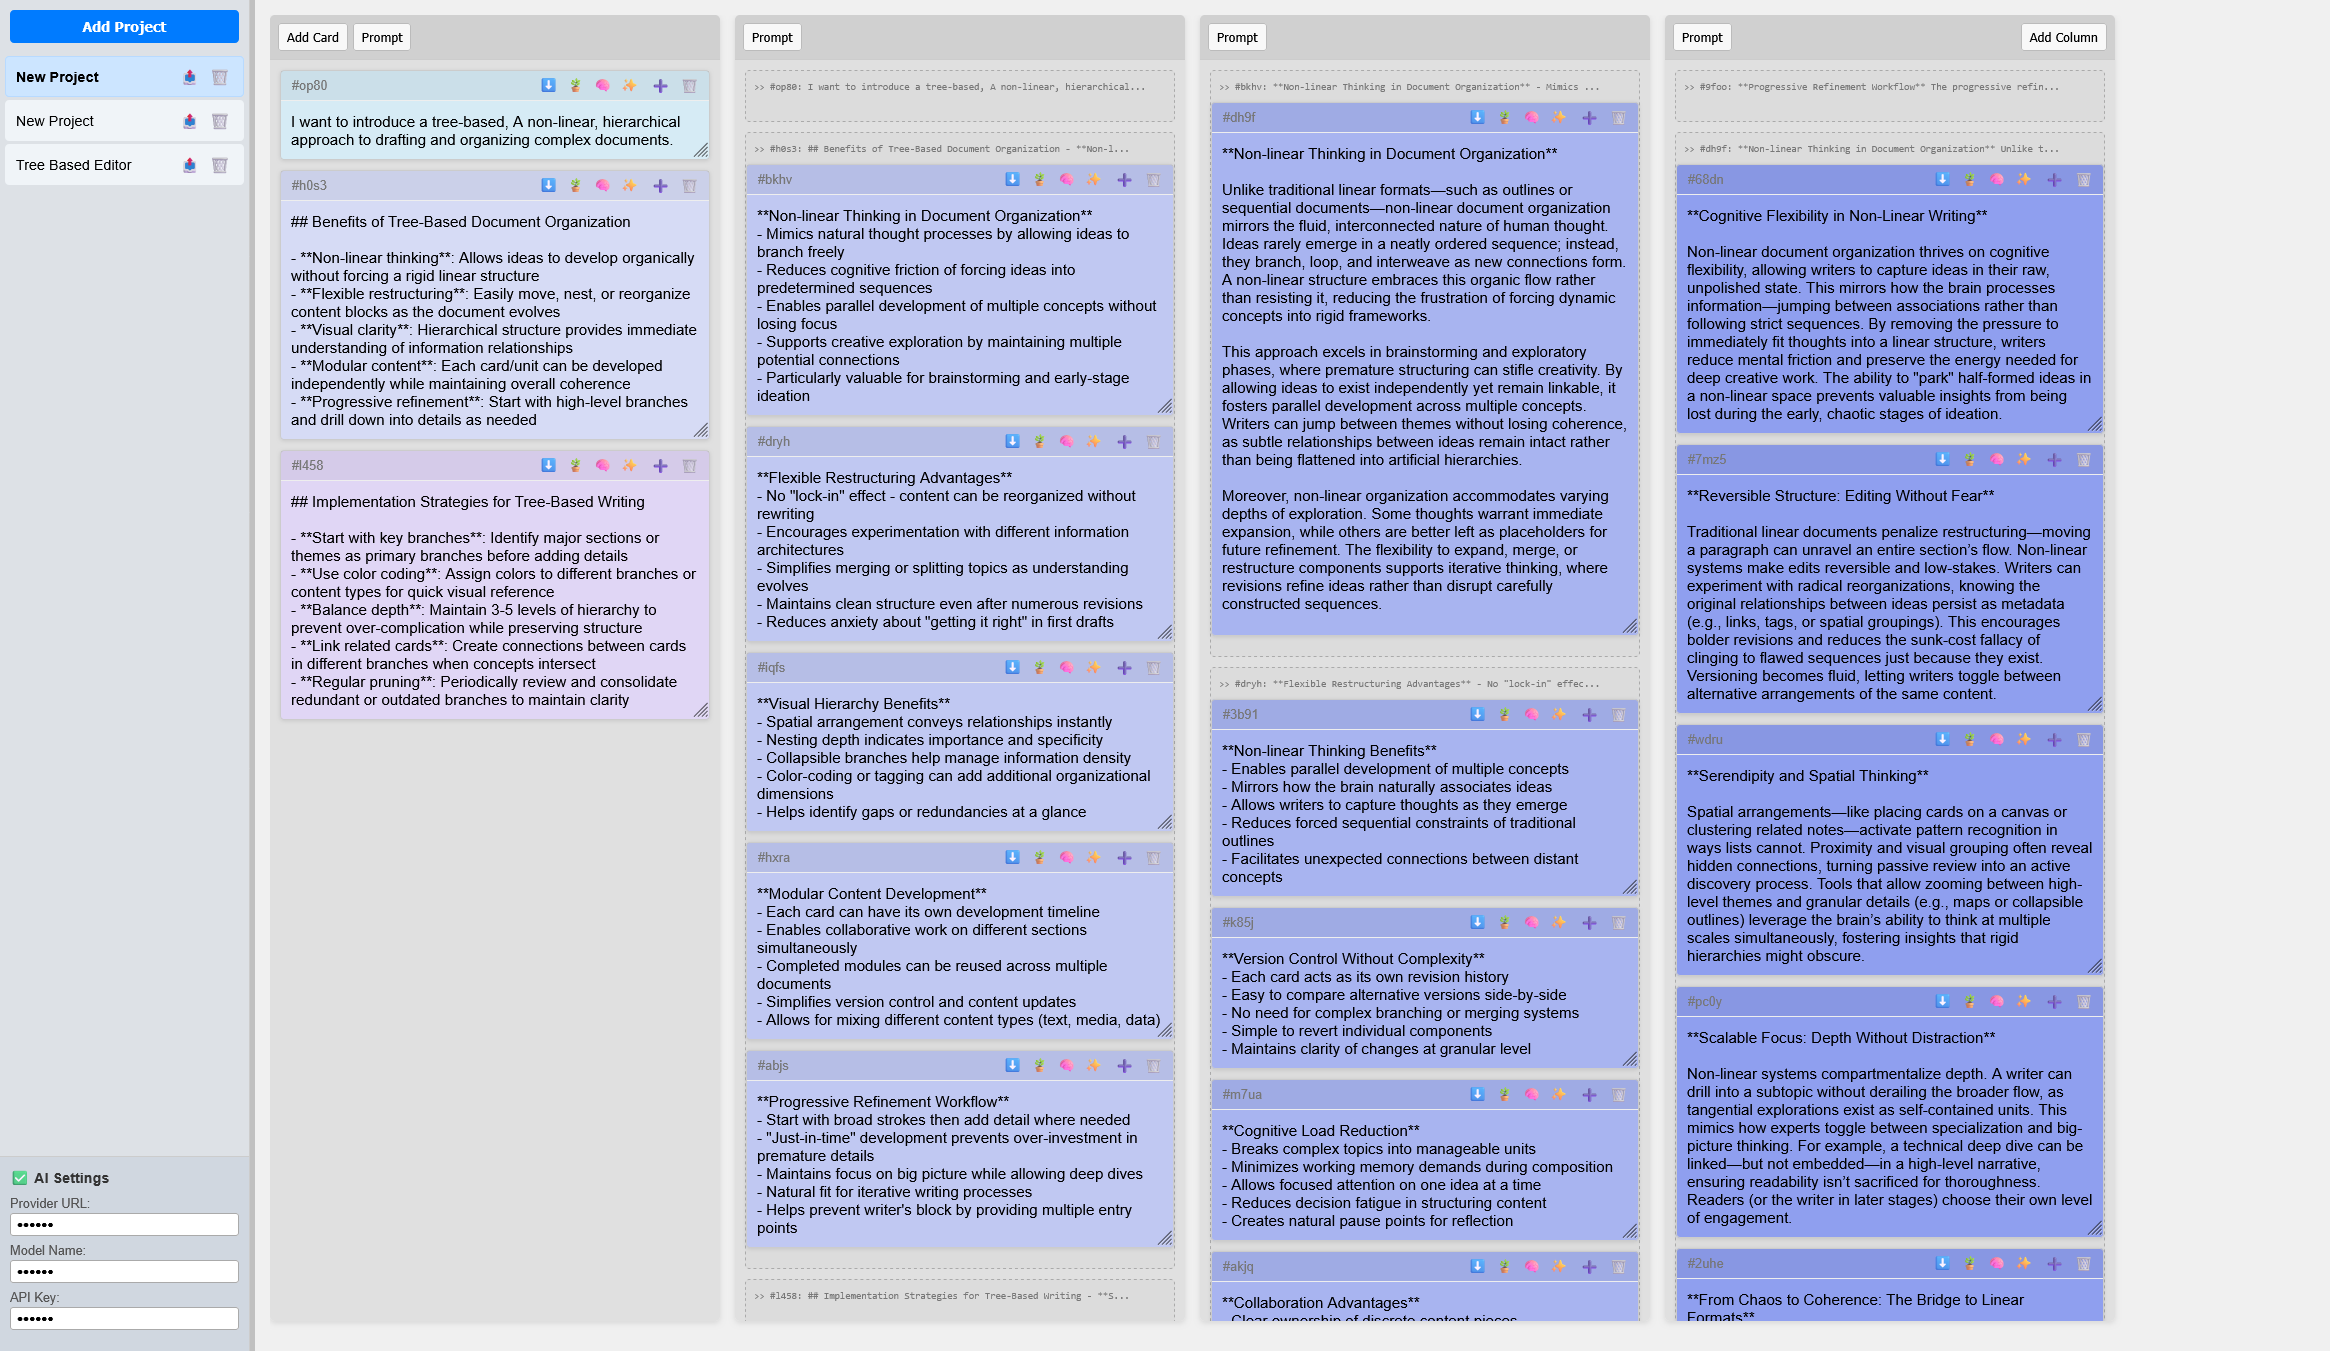 Add Project
New Project
New Project
Tree Based Editor
AI Settings
Provider URL:
••••••
Model Name:
••••••
API Key:
••••••
Add Card
Prompt
#op80
I want to introduce a tree-based, A non-linear, hierarchical
approach to drafting and organizing complex documents.
#h0s3
## Benefits of Tree-Based Document Organization
- **Non-linear thinking**: Allows ideas to develop organically
without forcing a rigid linear structure
- **Flexible restructuring**: Easily move, nest, or reorganize
content blocks as the document evolves
- **Visual clarity**: Hierarchical structure provides immediate
understanding of information relationships
- **Modular content**: Each card/unit can be developed
independently while maintaining overall coherence
- **Progressive refinement**: Start with high-level branches
and drill down into details as needed
#l458
## Implementation Strategies for Tree-Based Writing
- **Start with key branches**: Identify major sections or
themes as primary branches before adding details
- **Use color coding**: Assign colors to different branches or
content types for quick visual reference
- **Balance depth**: Maintain 3-5 levels of hierarchy to
prevent over-complication while preserving structure
- **Link related cards**: Create connections between cards
in different branches when concepts intersect
- **Regular pruning**: Periodically review and consolidate
redundant or outdated branches to maintain clarity
Prompt
>> #op80: I want to introduce a tree-based, A non-linear, hierarchical...
>> #h0s3: ## Benefits of Tree-Based Document Organization - **Non-l...
#bkhv
**Non-linear Thinking in Document Organization**
- Mimics natural thought processes by allowing ideas to
branch freely
- Reduces cognitive friction of forcing ideas into
predetermined sequences
- Enables parallel development of multiple concepts without
losing focus
- Supports creative exploration by maintaining multiple
potential connections
- Particularly valuable for brainstorming and early-stage
ideation
#dryh
**Flexible Restructuring Advantages**
- No "lock-in" effect - content can be reorganized without
rewriting
- Encourages experimentation with different information
architectures
- Simplifies merging or splitting topics as understanding
evolves
- Maintains clean structure even after numerous revisions
- Reduces anxiety about "getting it right" in first drafts
#iqfs
**Visual Hierarchy Benefits**
- Spatial arrangement conveys relationships instantly
- Nesting depth indicates importance and specificity
- Collapsible branches help manage information density
- Color-coding or tagging can add additional organizational
dimensions
- Helps identify gaps or redundancies at a glance
#hxra
**Modular Content Development**
- Each card can have its own development timeline
- Enables collaborative work on different sections
simultaneously
- Completed modules can be reused across multiple
documents
- Simplifies version control and content updates
- Allows for mixing different content types (text, media, data)
#abjs
**Progressive Refinement Workflow**
- Start with broad strokes then add detail where needed
- "Just-in-time" development prevents over-investment in
premature details
- Maintains focus on big picture while allowing deep dives
- Natural fit for iterative writing processes
- Helps prevent writer's block by providing multiple entry
points
>> #l458: ## Implementation Strategies for Tree-Based Writing - **S...
Prompt
>> #bkhv: **Non-linear Thinking in Document Organization** - Mimics ...
#dh9f
**Non-linear Thinking in Document Organization**
Unlike traditional linear formats—such as outlines or
sequential documents—non-linear document organization
mirrors the fluid, interconnected nature of human thought.
Ideas rarely emerge in a neatly ordered sequence; instead,
they branch, loop, and interweave as new connections form.
A non-linear structure embraces this organic flow rather
than resisting it, reducing the frustration of forcing dynamic
concepts into rigid frameworks.
This approach excels in brainstorming and exploratory
phases, where premature structuring can stifle creativity. By
allowing ideas to exist independently yet remain linkable, it
fosters parallel development across multiple concepts.
Writers can jump between themes without losing coherence,
as subtle relationships between ideas remain intact rather
than being flattened into artificial hierarchies.
Moreover, non-linear organization accommodates varying
depths of exploration. Some thoughts warrant immediate
expansion, while others are better left as placeholders for
future refinement. The flexibility to expand, merge, or
restructure components supports iterative thinking, where
revisions refine ideas rather than disrupt carefully
constructed sequences.
>> #dryh: **Flexible Restructuring Advantages** - No "lock-in" effec...
#3b91
**Non-linear Thinking Benefits**
- Enables parallel development of multiple concepts
- Mirrors how the brain naturally associates ideas
- Allows writers to capture thoughts as they emerge
- Reduces forced sequential constraints of traditional
outlines
- Facilitates unexpected connections between distant
concepts
#k85j
**Version Control Without Complexity**
- Each card acts as its own revision history
- Easy to compare alternative versions side-by-side
- No need for complex branching or merging systems
- Simple to revert individual components
- Maintains clarity of changes at granular level
#m7ua
**Cognitive Load Reduction**
- Breaks complex topics into manageable units
- Minimizes working memory demands during composition
- Allows focused attention on one idea at a time
- Reduces decision fatigue in structuring content
- Creates natural pause points for reflection
#akjq
**Collaboration Advantages**
- Clear ownership of discrete content pieces
Prompt
Add Column
>> #9foo: **Progressive Refinement Workflow** The progressive refin...
>> #dh9f: **Non-linear Thinking in Document Organization** Unlike t...
#68dn
**Cognitive Flexibility in Non-Linear Writing**
Non-linear document organization thrives on cognitive
flexibility, allowing writers to capture ideas in their raw,
unpolished state. This mirrors how the brain processes
information—jumping between associations rather than
following strict sequences. By removing the pressure to
immediately fit thoughts into a linear structure, writers
reduce mental friction and preserve the energy needed for
deep creative work. The ability to "park" half-formed ideas in
a non-linear space prevents valuable insights from being
lost during the early, chaotic stages of ideation.
#7mz5
**Reversible Structure: Editing Without Fear**
Traditional linear documents penalize restructuring—moving
a paragraph can unravel an entire section’s flow. Non-linear
systems make edits reversible and low-stakes. Writers can
experiment with radical reorganizations, knowing the
original relationships between ideas persist as metadata
(e.g., links, tags, or spatial groupings). This encourages
bolder revisions and reduces the sunk-cost fallacy of
clinging to flawed sequences just because they exist.
Versioning becomes fluid, letting writers toggle between
alternative arrangements of the same content.
#wdru
**Serendipity and Spatial Thinking**
Spatial arrangements—like placing cards on a canvas or
clustering related notes—activate pattern recognition in
ways lists cannot. Proximity and visual grouping often reveal
hidden connections, turning passive review into an active
discovery process. Tools that allow zooming between high-
level themes and granular details (e.g., maps or collapsible
outlines) leverage the brain’s ability to think at multiple
scales simultaneously, fostering insights that rigid
hierarchies might obscure.
#pc0y
**Scalable Focus: Depth Without Distraction**
Non-linear systems compartmentalize depth. A writer can
drill into a subtopic without derailing the broader flow, as
tangential explorations exist as self-contained units. This
mimics how experts toggle between specialization and big-
picture thinking. For example, a technical deep dive can be
linked—but not embedded—in a high-level narrative,
ensuring readability isn’t sacrificed for thoroughness.
Readers (or the writer in later stages) choose their own level
of engagement.
#2uhe
**From Chaos to Coherence: The Bridge to Linear
Formats**